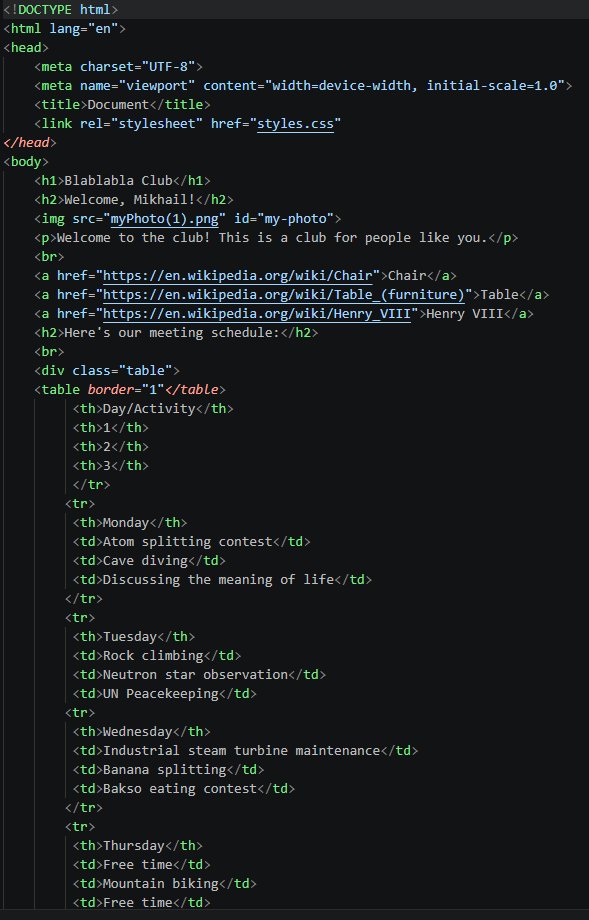 <!DOCTYPE html>
<html lang="en">
<head>
    <meta charset="UTF-8">
    <meta name="viewport" content="width=device-width, initial-scale=1.0">
    <title>Document</title>
    <link rel="stylesheet" href="styles.css"
</head>
<body>
    <h1>Blablabla Club</h1>
    <h2>Welcome, Mikhail!</h2>
    <img src="myPhoto(1).png" id="my-photo">
    <p>Welcome to the club! This is a club for people like you.</p>
    <br>
    <a href="https://en.wikipedia.org/wiki/Chair">Chair</a>
    <a href="https://en.wikipedia.org/wiki/Table_(furniture)">Table</a>
    <a href="https://en.wikipedia.org/wiki/Henry_VIII">Henry VIII</a>
    <h2>Here's our meeting schedule:</h2>
    <br>
    <div class="table">
    <table border="1"</table>
         <th>Day/Activity</th>
         <th>1</th>
         <th>2</th>
         <th>3</th>
         </tr>
        <tr>
         <th>Monday</th>
         <td>Atom splitting contest</td>
         <td>Cave diving</td>
         <td>Discussing the meaning of life</td>
        </tr>
        <tr>
         <th>Tuesday</th>
         <td>Rock climbing</td>
         <td>Neutron star observation</td>
         <td>UN Peacekeeping</td>
        <tr>
         <th>Wednesday</th>
         <td>Industrial steam turbine maintenance</td>
         <td>Banana splitting</td>
         <td>Bakso eating contest</td>
        </tr>
        <tr>
         <th>Thursday</th>
         <td>Free time</td>
         <td>Mountain biking</td>
         <td>Free time</td>